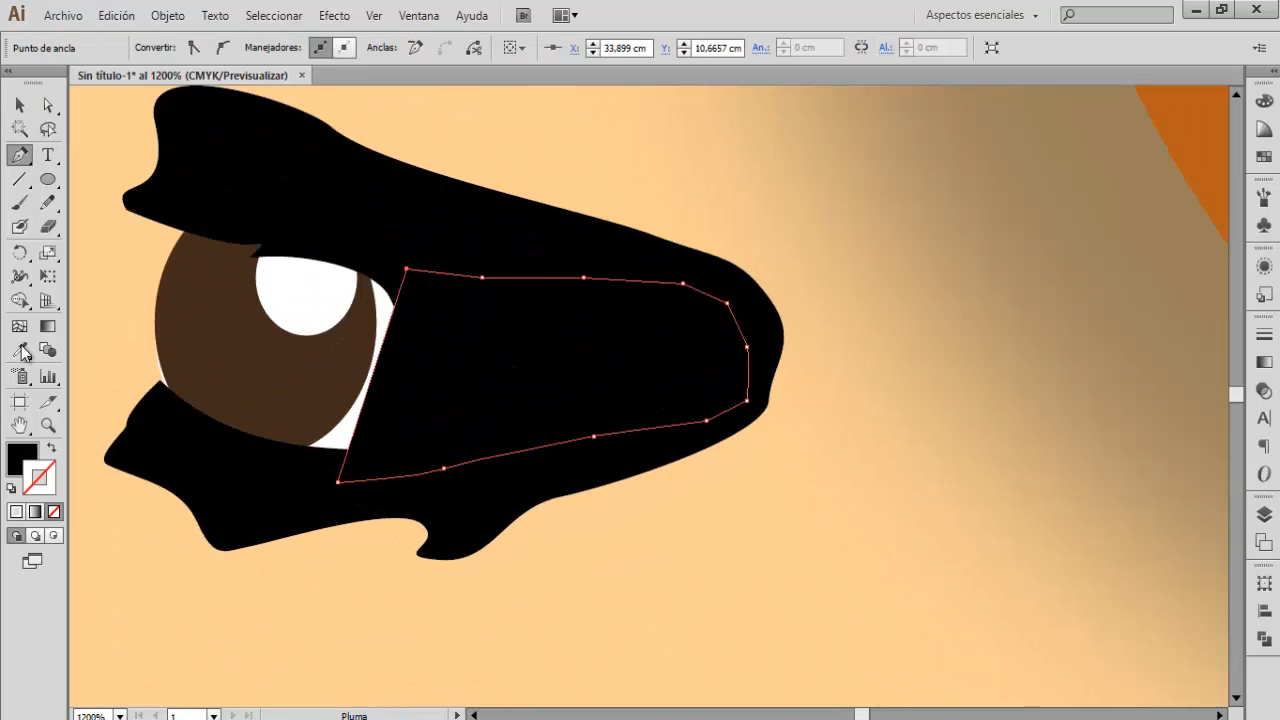 Ai Archivo Edición Objeto Texto Seleccionar Efecto Ver Ventana Ayuda Br Aspectos esenciales
Punto de ancla Convertir: Manejadores: Anclas: X: 33,899 cm Y: 10,6657 cm An.: 0 cm Al.: 0 cm
Sin título-1* al 1200% (CMYK/Previsualizar) ×
1200% 1 Pluma